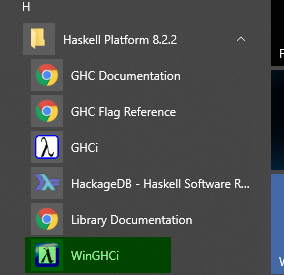 H
Haskell Platform 8.2.2
GHC Documentation
GHC Flag Reference
GHCi
HackageDB - Haskell Software R...
Library Documentation
WinGHCi